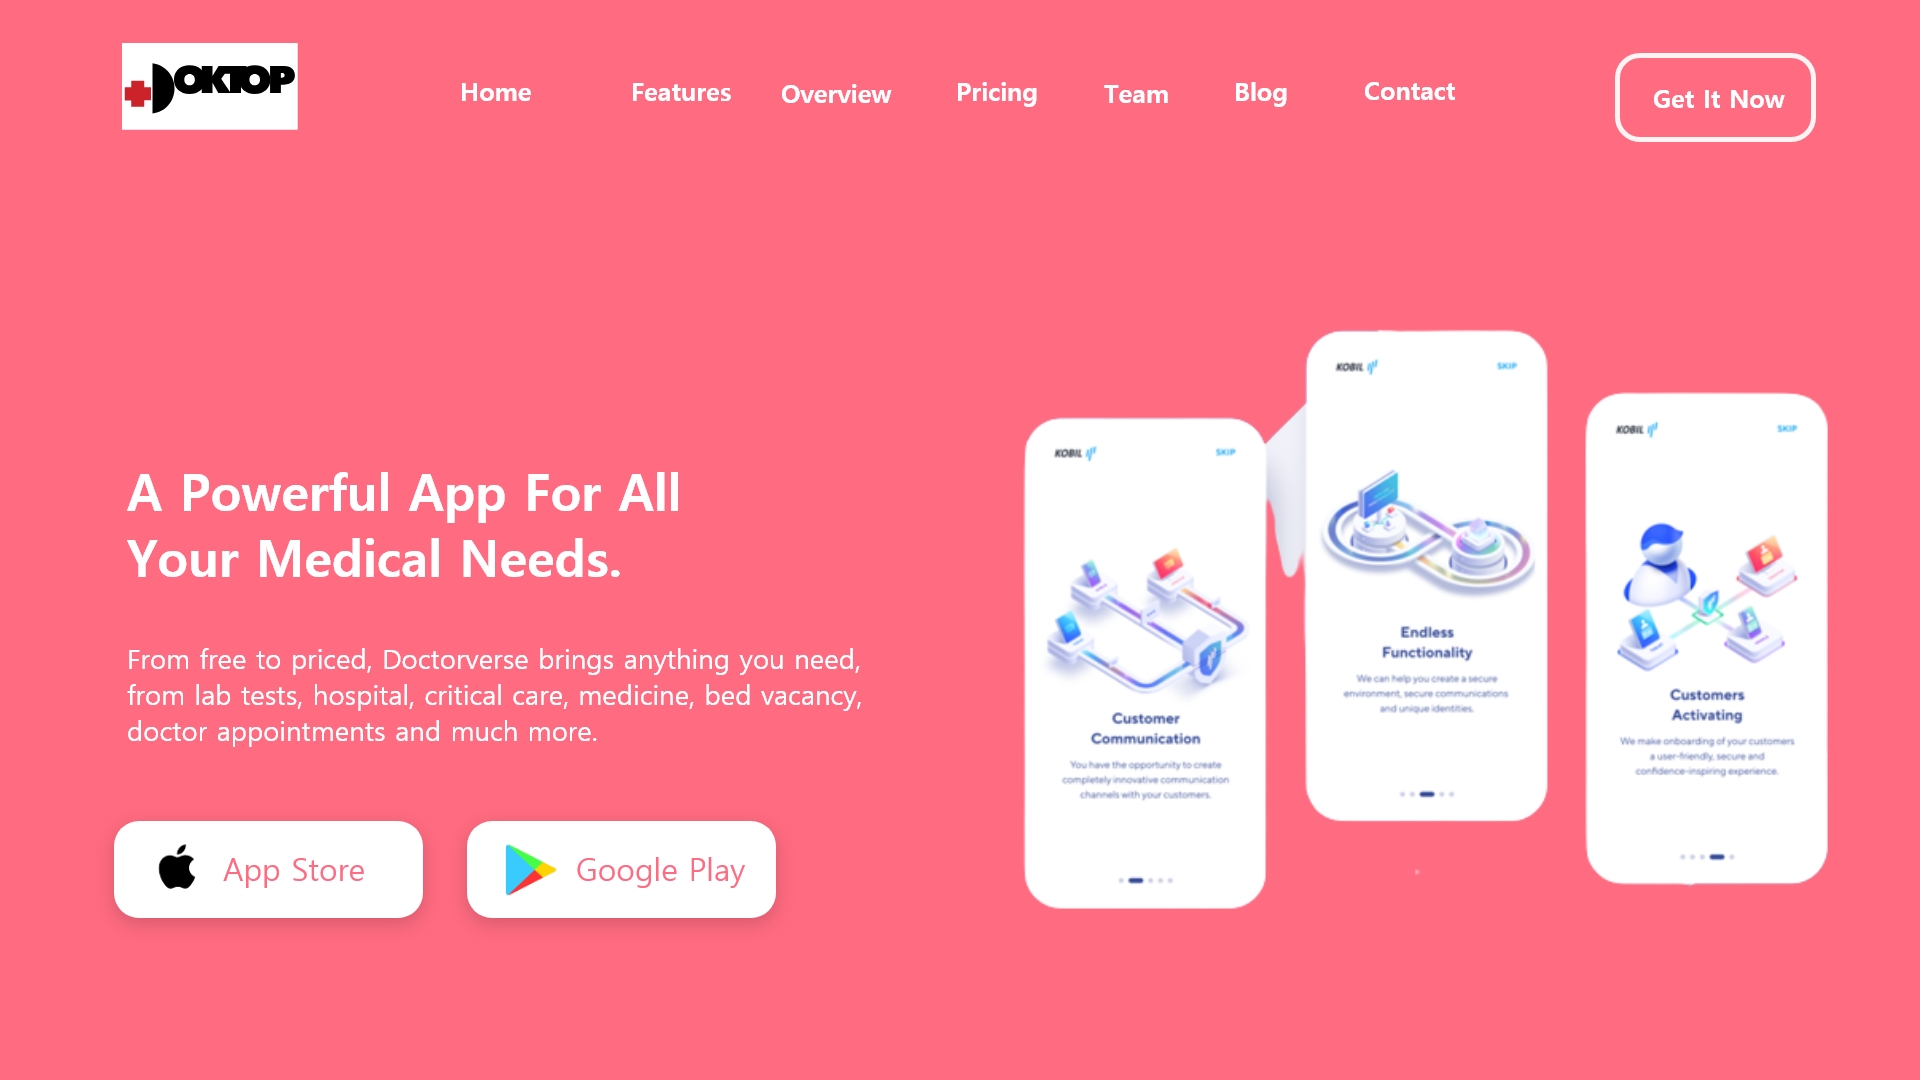 DOKTOP
Home
Features
Overview
Pricing
Team
Blog
Contact
Get It Now
A Powerful App For All
Your Medical Needs.
From free to priced, Doctorverse brings anything you need,
from lab tests, hospital, critical care, medicine, bed vacancy,
doctor appointments and much more.
App Store
Google Play
KOBIL
SKIP
Customer
Communication
You have the opportunity to create
completely innovative communication
channels with your customers.
KOBIL
SKIP
Endless
Functionality
We can help you create a secure
environment, secure communications
and unique identities.
KOBIL
SKIP
Customers
Activating
We make onboarding of your customers
a user-friendly, secure and
confidence-inspiring experience.